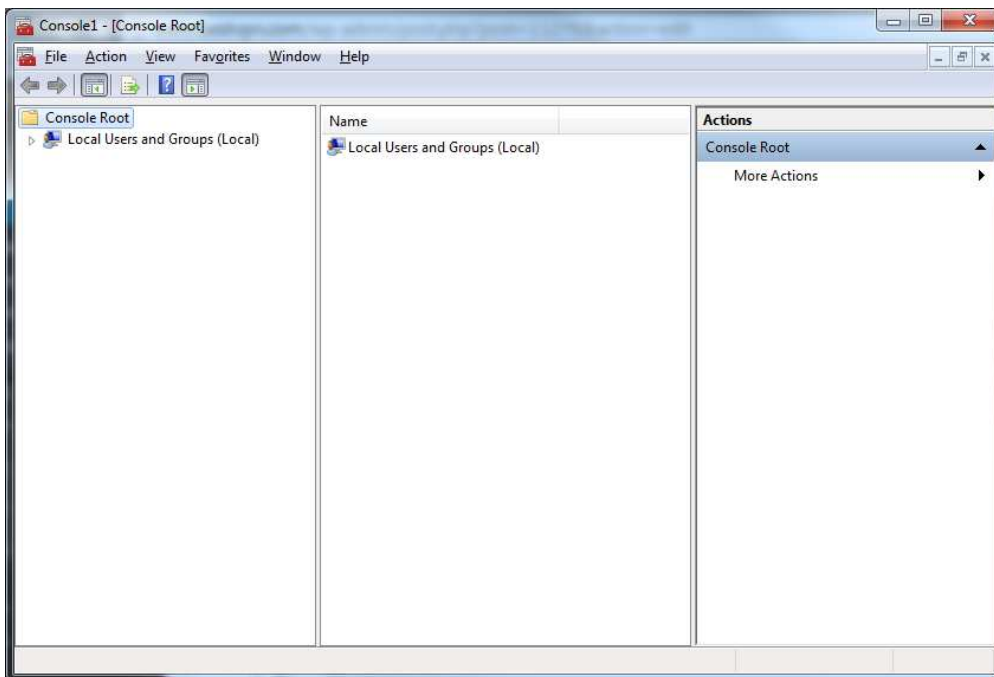 Console1 - [Console Root]
File Action View Favorites Window Help
Console Root
Local Users and Groups (Local)
Name
Local Users and Groups (Local)
Actions
Console Root
More Actions